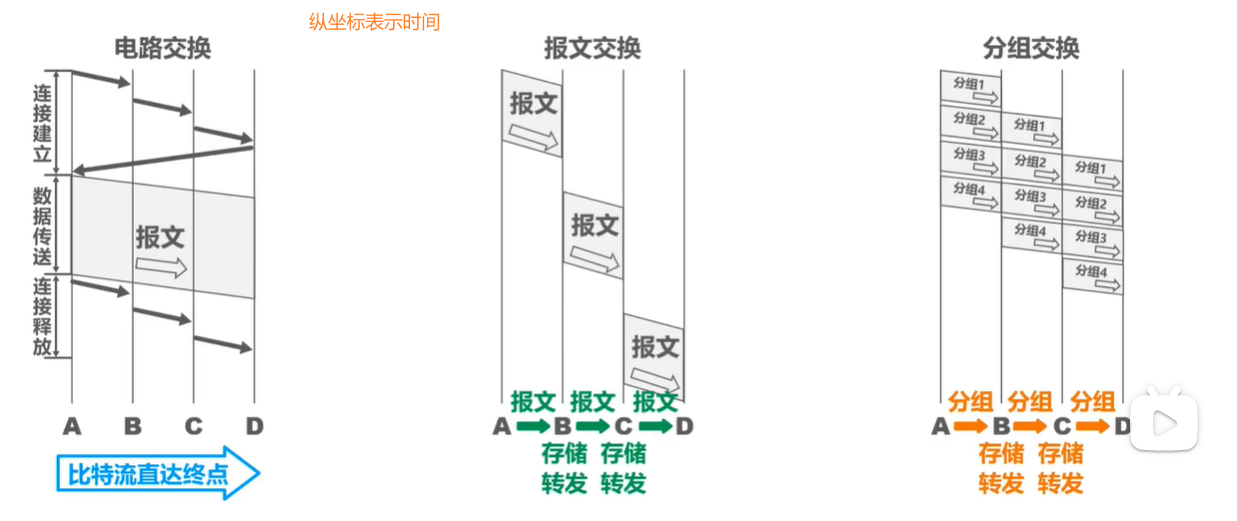 纵坐标表示时间
电路交换
连接建立
数据传送
连接释放
报文
A B C D
比特流直达终点
报文交换
报文
报文
报文
报文 报文 报文
A B C D
存储 存储
转发 转发
分组交换
分组1
分组2 分组1
分组3 分组2 分组1
分组4 分组3 分组2
分组4 分组3
分组4
分组 分组 分组
A B C D
存储 存储
转发 转发